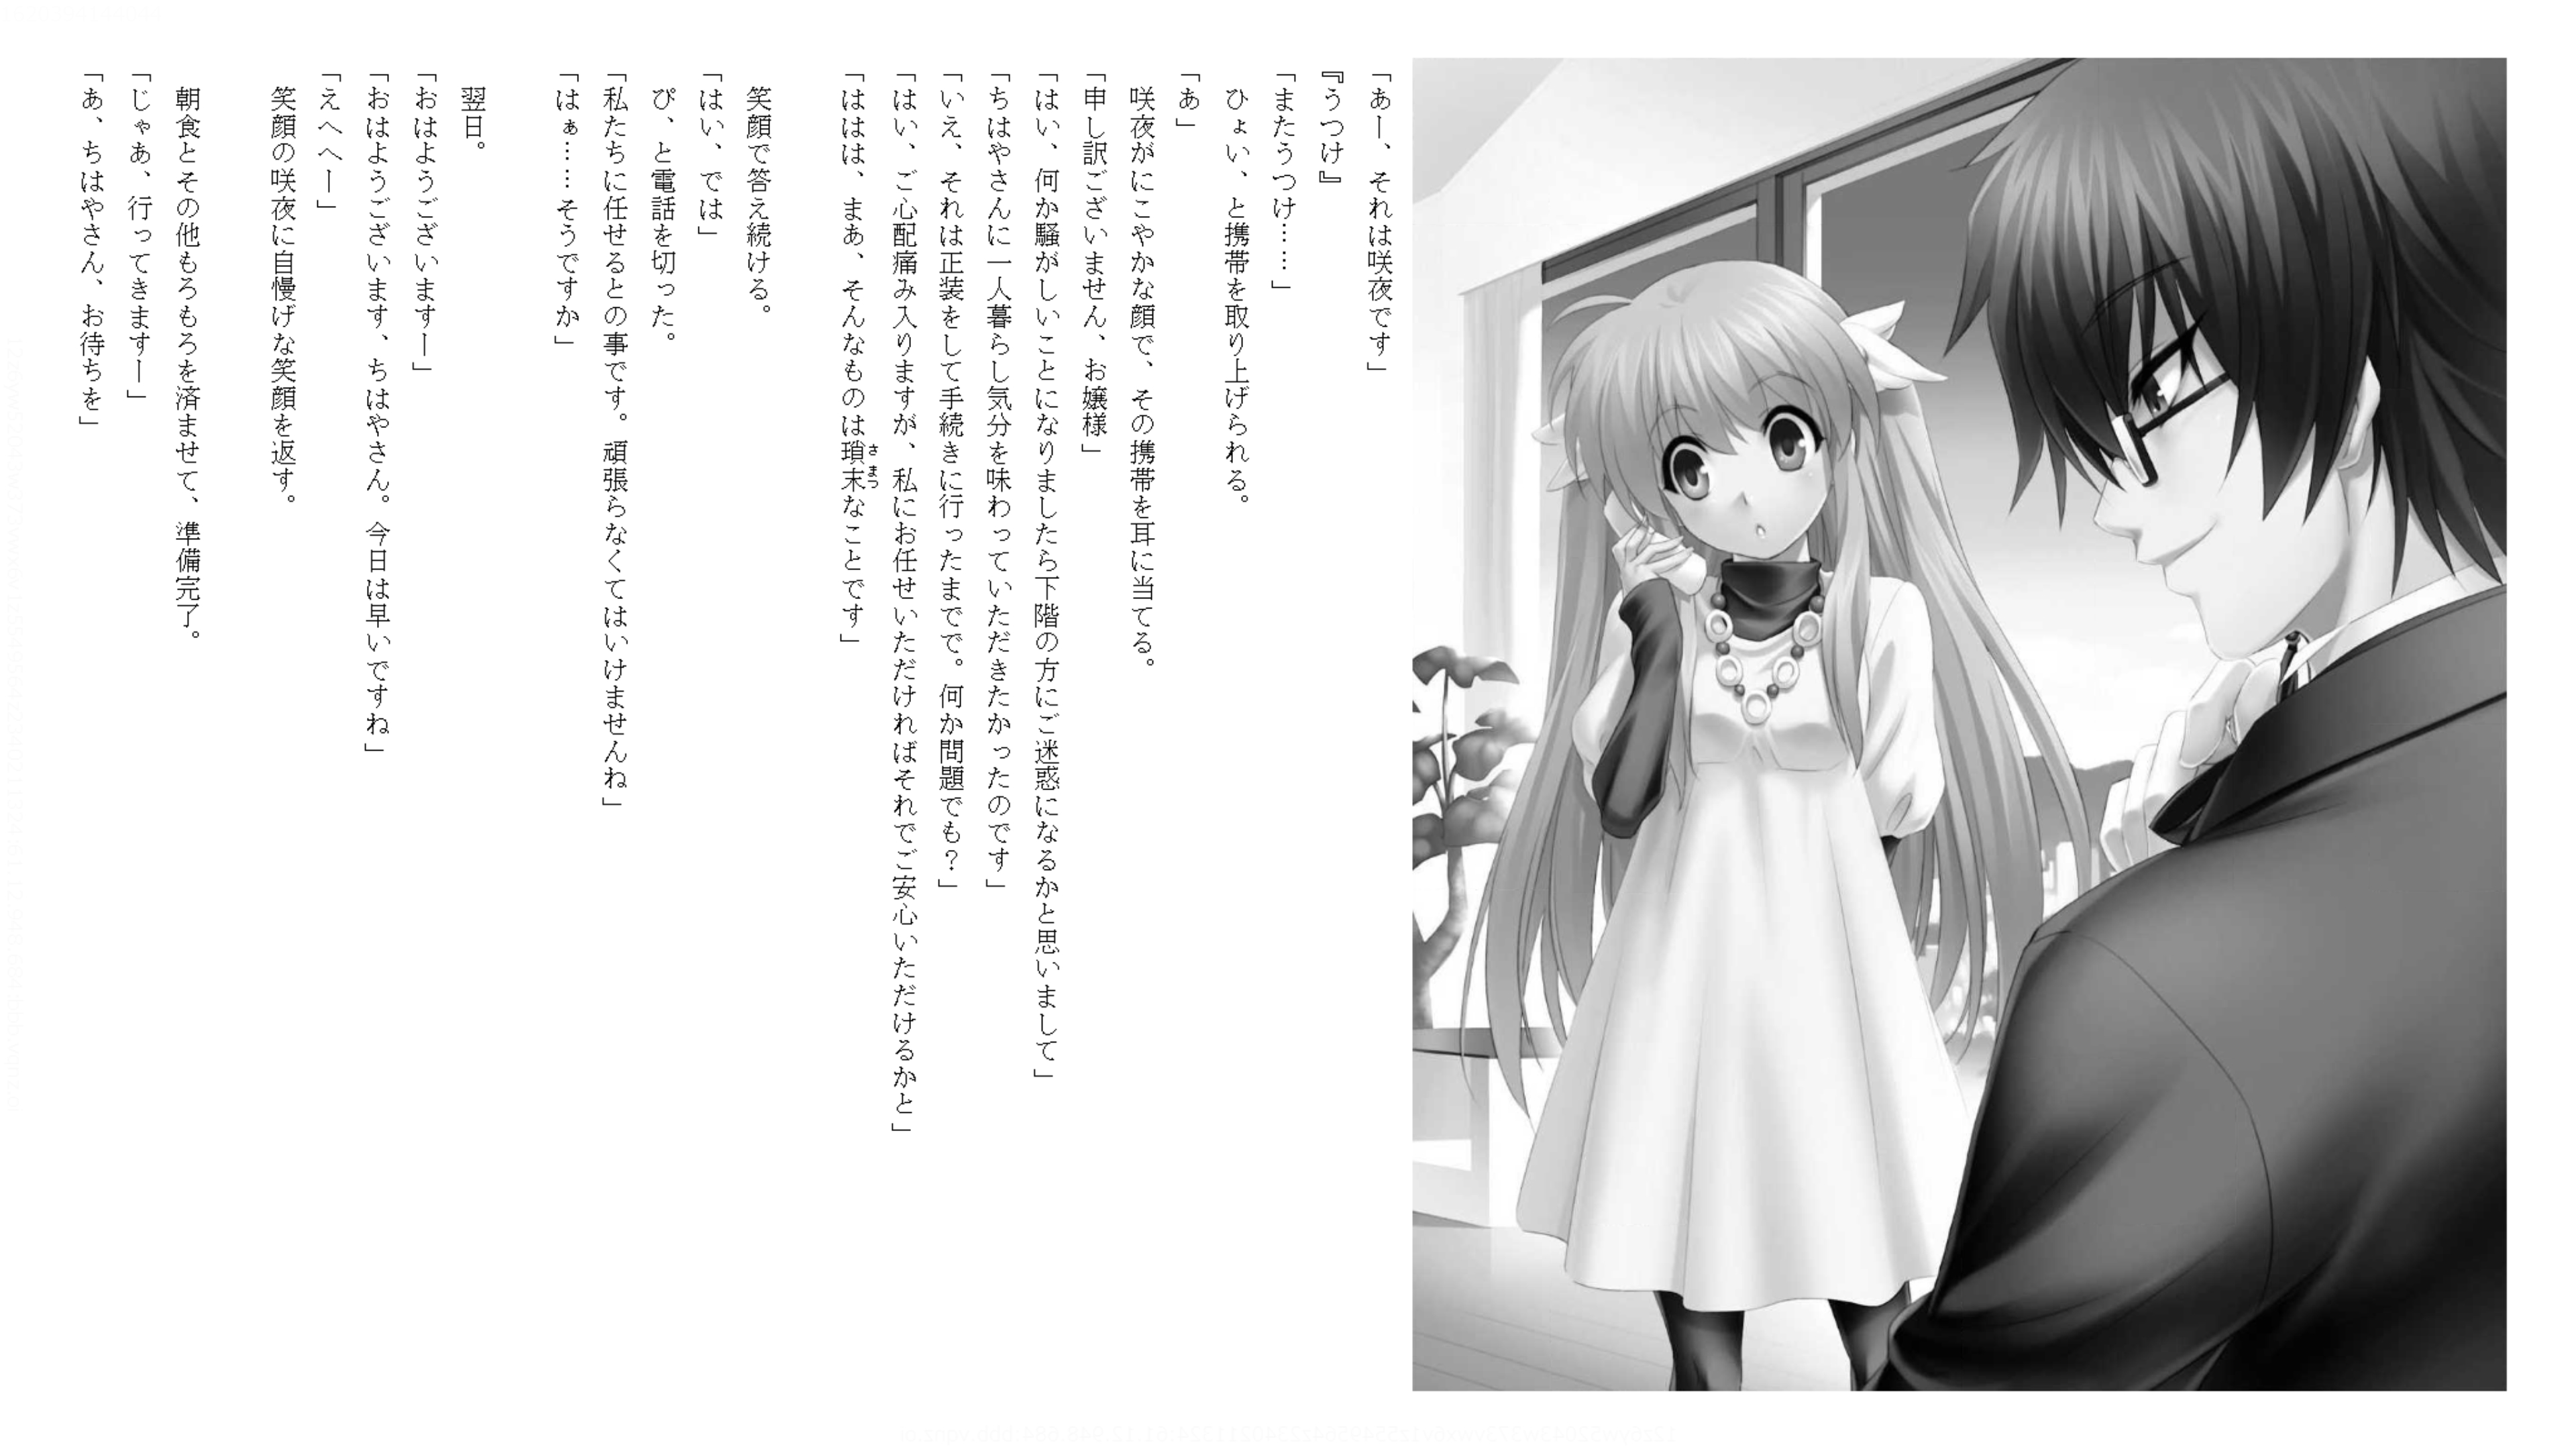 「あー、それは咲夜です」
『うつけ』
「またうつけ……」
ひょい、と携帯を取り上げられる。
「あ」
咲夜がにこやかな顔で、その携帯を耳に当てる。
「申し訳ございません、お嬢様」
「はい、何か騒がしいことになりましたら下階の方にご迷惑になるかと思いまして」
「ちはやさんに一人暮らし気分を味わっていただきたかったのです」
「いえ、それは正装をして手続きに行ったまでで。何か問題でも？」
「はい、ご心配痛み入りますが、私にお任せいただければそれでご安心いただけるかと」
「ははは、まあ、そんなものは瑣末なことです」
笑顔で答え続ける。
「はい、では」
ぴ、と電話を切った。
「私たちに任せるとの事です。頑張らなくてはいけませんね」
「はぁ……そうですか」
翌日。
「おはようございますー」
「おはようございます、ちはやさん。今日は早いですね」
「えへへー」
笑顔の咲夜に自慢げな笑顔を返す。
朝食とその他もろもろを済ませて、準備完了。
「じゃあ、行ってきますー」
「あ、ちはやさん、お待ちを」